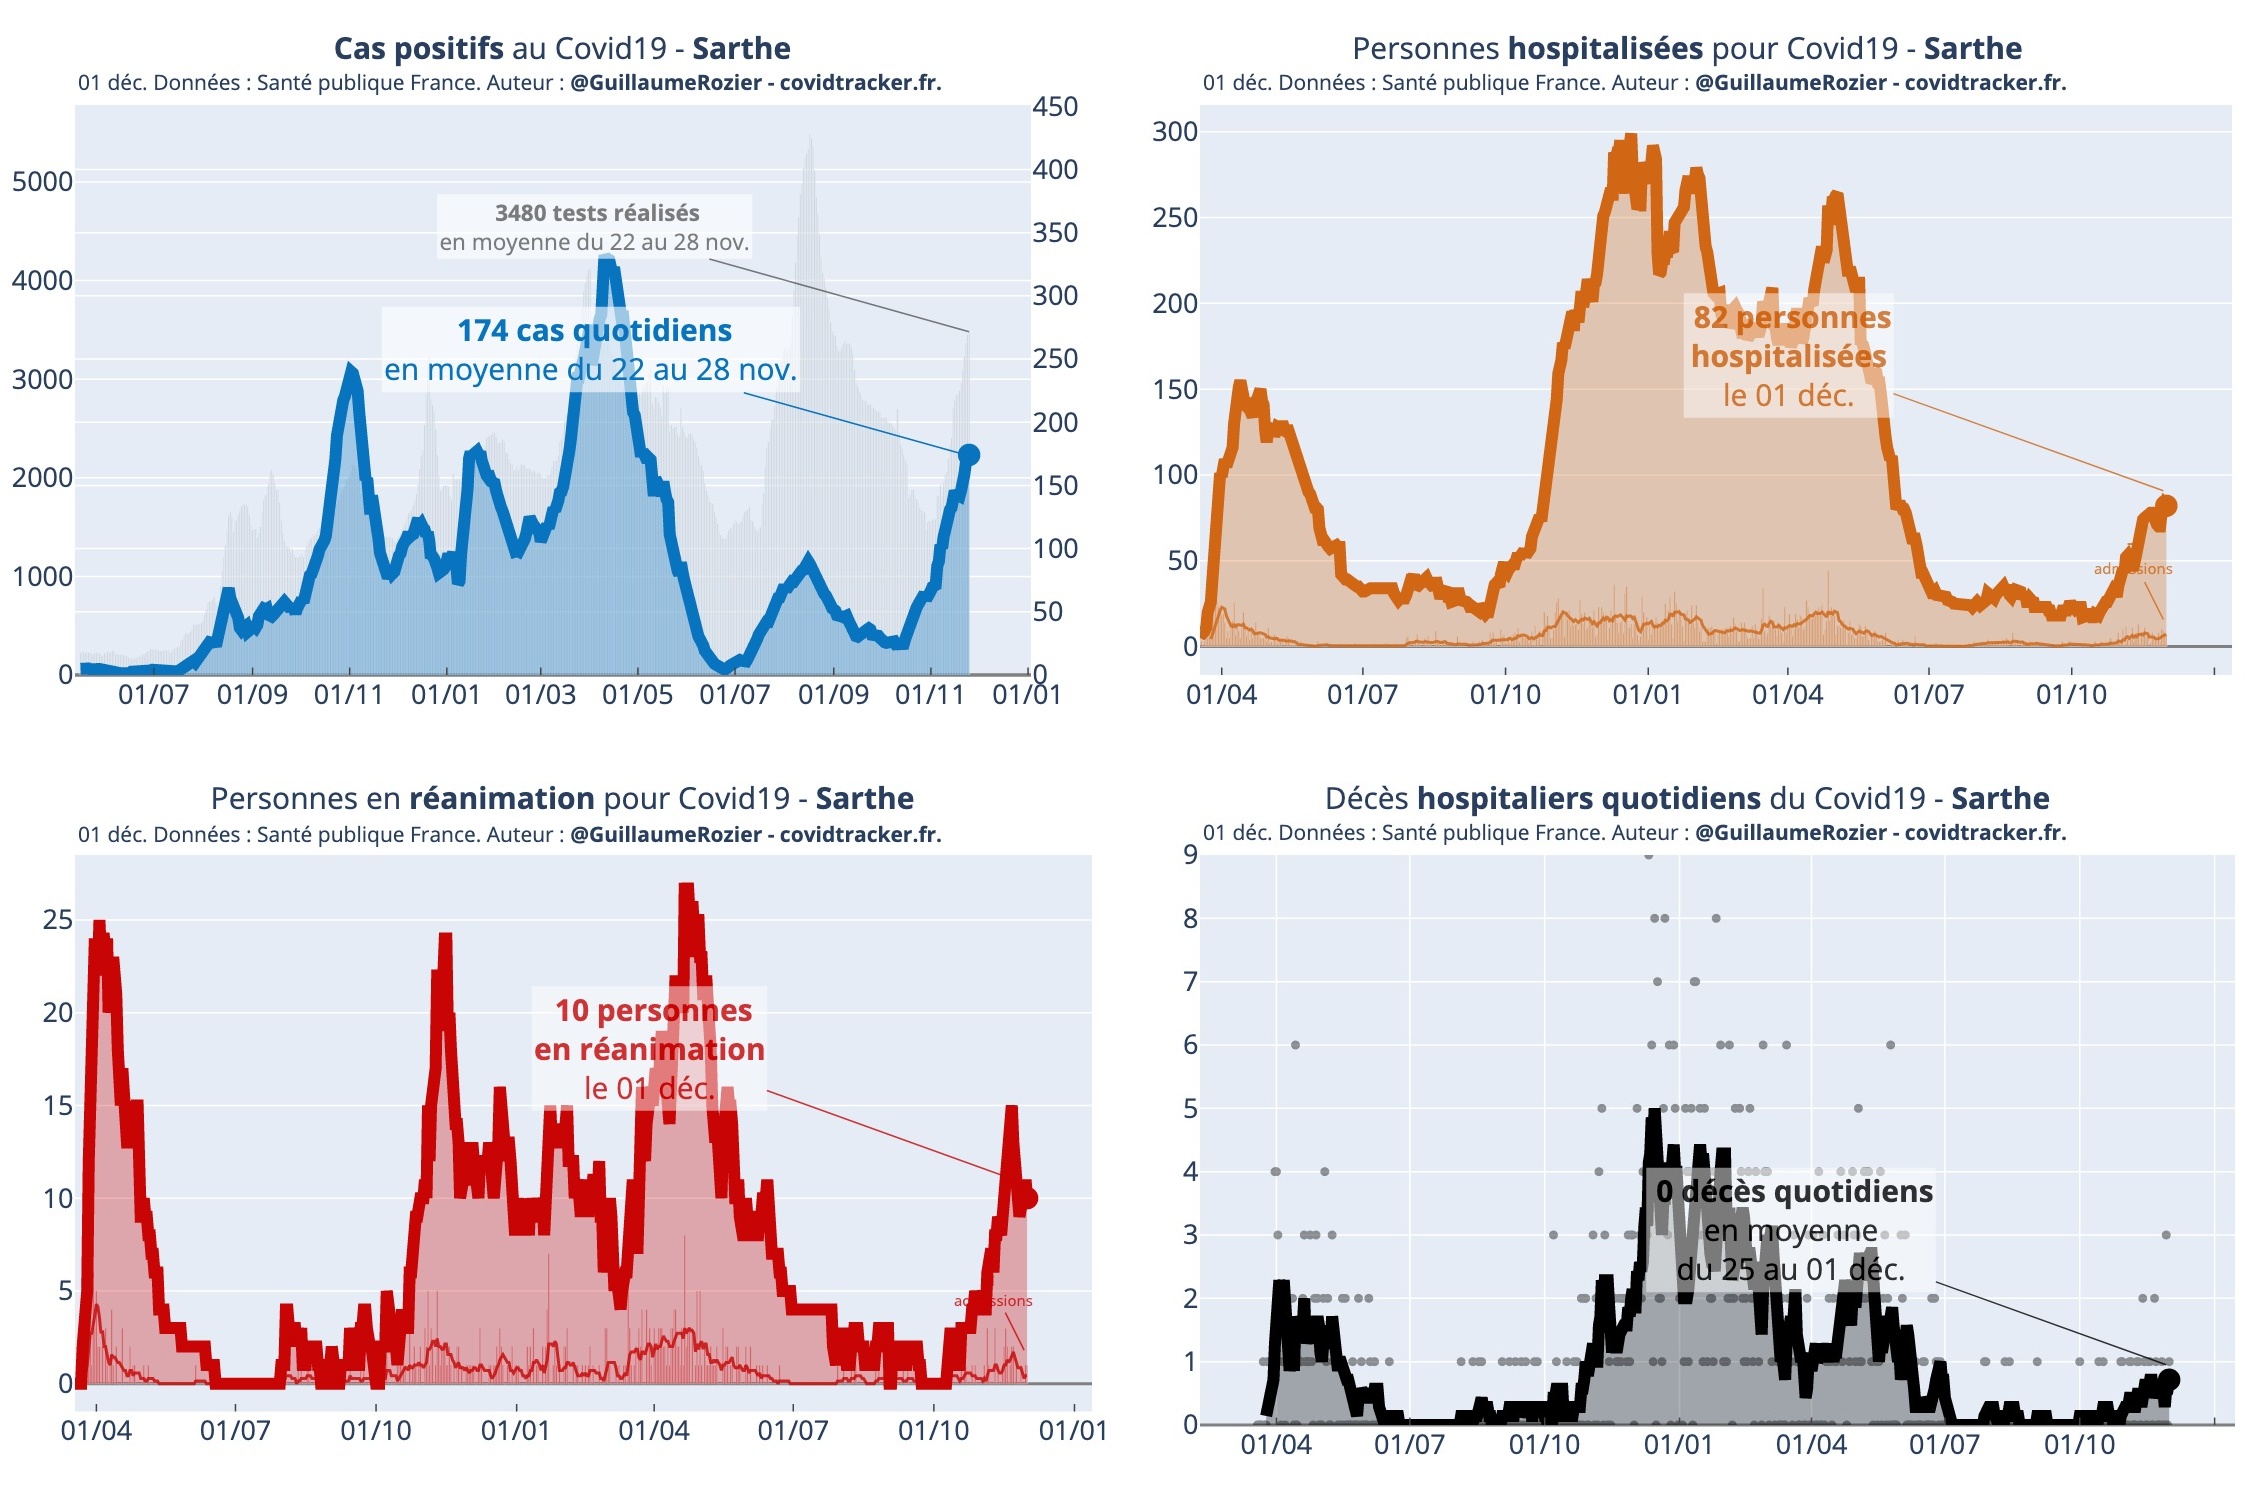 Cas positifs au Covid19 - Sarthe
01 déc. Données : Santé publique France. Auteur : @GuillaumeRozier - covidtracker.fr.
450
400
5000
350
4000
300
3000
250
200
2000
150
1000
100
50
0
0
3480 tests réalisés
en moyenne du 22 au 28 nov.
174 cas quotidiens
en moyenne du 22 au 28 nov.
01/07 01/09 01/11 01/01 01/03 01/05 01/07 01/09 01/11 01/01
Personnes hospitalisées pour Covid19 - Sarthe
01 déc. Données : Santé publique France. Auteur : @GuillaumeRozier - covidtracker.fr.
300
250
200
150
100
50
0
82 personnes
hospitalisées
le 01 déc.
admissions
01/04 01/07 01/10 01/01 01/04 01/07 01/10
Personnes en réanimation pour Covid19 - Sarthe
01 déc. Données : Santé publique France. Auteur : @GuillaumeRozier - covidtracker.fr.
25
20
15
10
5
0
10 personnes
en réanimation
le 01 déc.
admissions
01/04 01/07 01/10 01/01 01/04 01/07 01/10 01/01
Décès hospitaliers quotidiens du Covid19 - Sarthe
01 déc. Données : Santé publique France. Auteur : @GuillaumeRozier - covidtracker.fr.
9
8
7
6
5
4
3
2
1
0
0 décès quotidiens
en moyenne
du 25 au 01 déc.
01/04 01/07 01/10 01/01 01/04 01/07 01/10